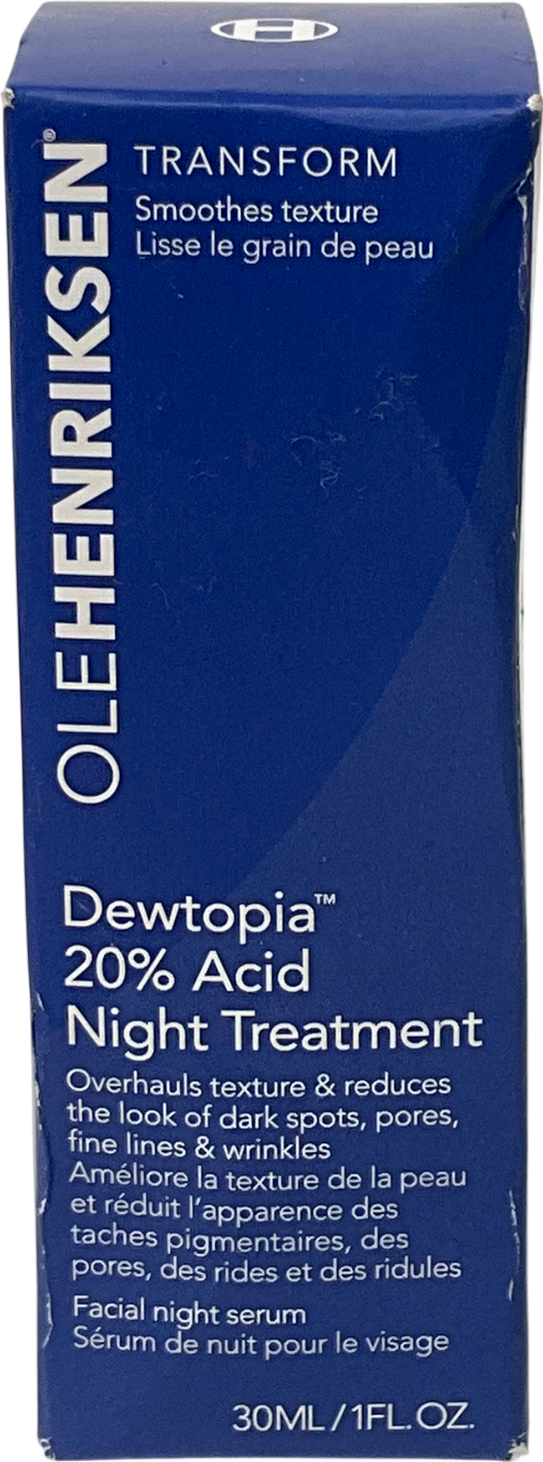 OLEHENRIKSEN®
TRANSFORM
Smoothes texture
Lisse le grain de peau
Dewtopia™
20% Acid
Night Treatment
Overhauls texture & reduces
the look of dark spots, pores,
fine lines & wrinkles
Améliore la texture de la peau
et réduit l'apparence des
taches pigmentaires, des
pores, des rides et des ridules
Facial night serum
Sérum de nuit pour le visage
30ML/1FL.OZ.